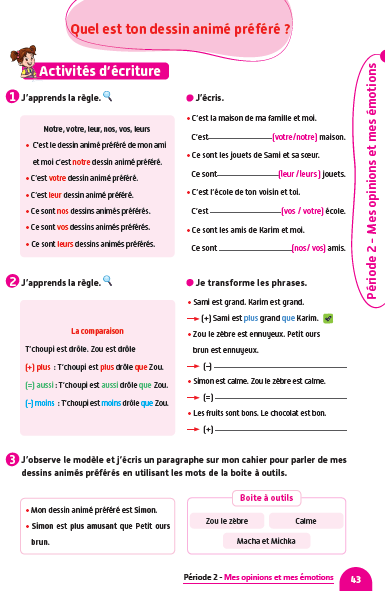 Quel est ton dessin animé préféré ?
Activités d'écriture
1 J'apprends la règle.
Notre, votre, leur, nos, vos, leurs
• C'est le dessin animé préféré de mon ami
et moi c'est notre dessin animé préféré.
• C'est votre dessin animé préféré.
• C'est leur dessin animé préféré.
• Ce sont nos dessins animés préférés.
• Ce sont vos dessins animés préférés.
• Ce sont leurs dessins animés préférés.
• J'écris.
• C'est la maison de ma famille et moi.
C'est (votre/notre) maison.
• Ce sont les jouets de Sami et sa sœur.
Ce sont (leur /leurs ) jouets.
• C'est l'école de ton voisin et toi.
C'est (vos / votre) école.
• Ce sont les amis de Karim et moi.
Ce sont (nos/ vos) amis.
2 J'apprends la règle.
La comparaison
T'choupi est drôle. Zou est drôle
(+) plus : T'choupi est plus drôle que Zou.
(=) aussi : T'choupi est aussi drôle que Zou.
(-) moins : T'choupi est moins drôle que Zou.
• Je transforme les phrases.
• Sami est grand. Karim est grand.
(+) Sami est plus grand que Karim.
• Zou le zèbre est ennuyeux. Petit ours
brun est ennuyeux.
(-)
• Simon est calme. Zou le zèbre est calme.
(=)
• Les fruits sont bons. Le chocolat est bon.
(+)
3 J'observe le modèle et j'écris un paragraphe sur mon cahier pour parler de mes
dessins animés préférés en utilisant les mots de la boite à outils.
• Mon dessin animé préféré est Simon.
• Simon est plus amusant que Petit ours
brun.
Boite à outils
Zou le zèbre Calme
Macha et Michka
Période 2 - Mes opinions et mes émotions
Période 2 - Mes opinions et mes émotions 43